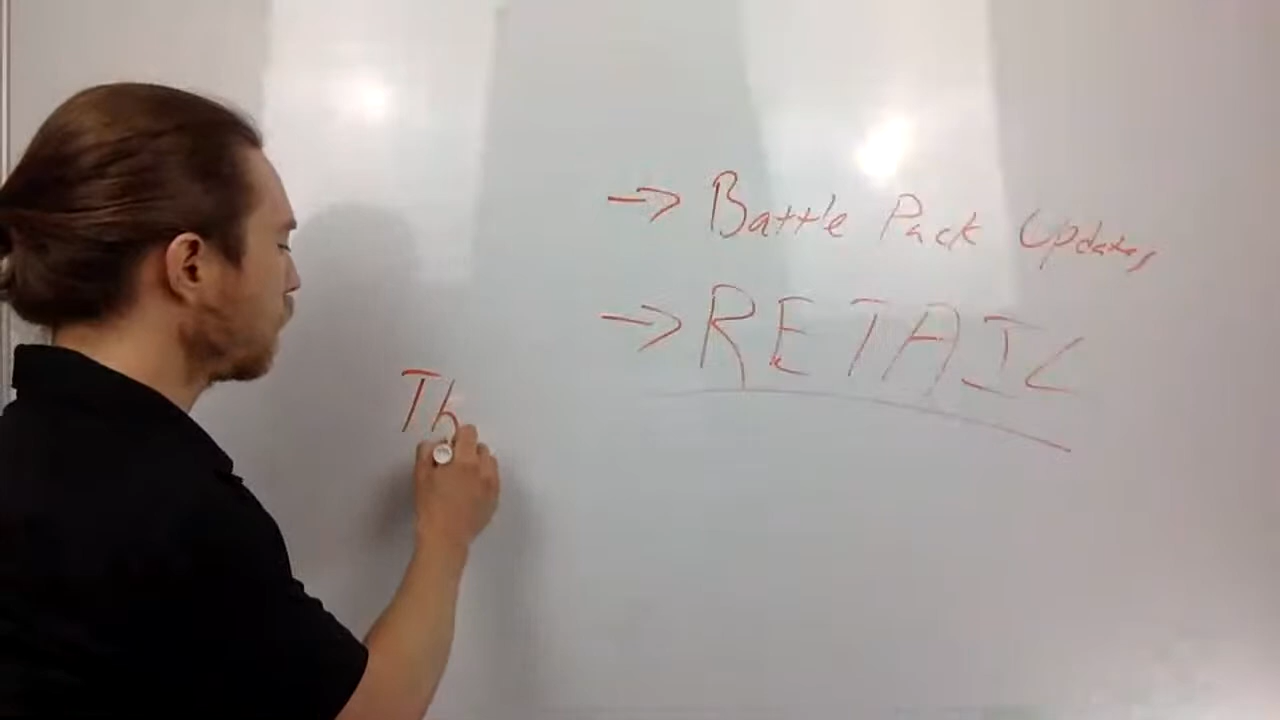 → Battle Pack Updates
→ RETAIL
Th